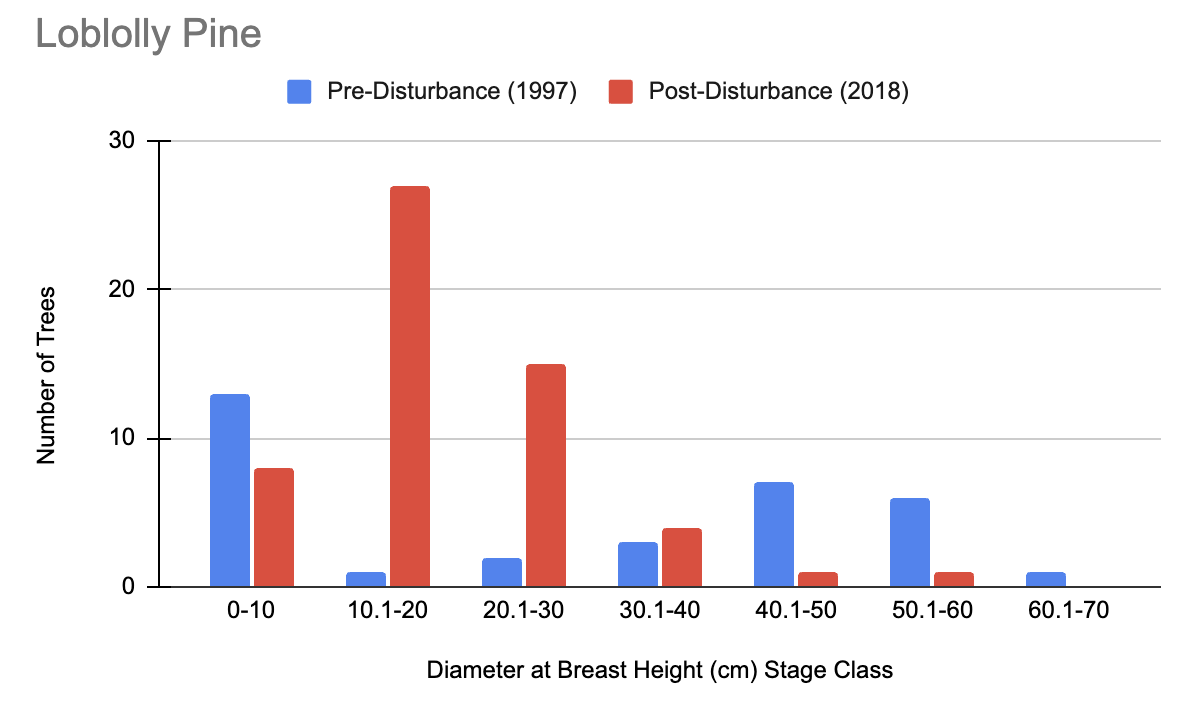 Loblolly Pine
Pre-Disturbance (1997) Post-Disturbance (2018)
30
20
10
0
Number of Trees
0-10 10.1-20 20.1-30 30.1-40 40.1-50 50.1-60 60.1-70
Diameter at Breast Height (cm) Stage Class